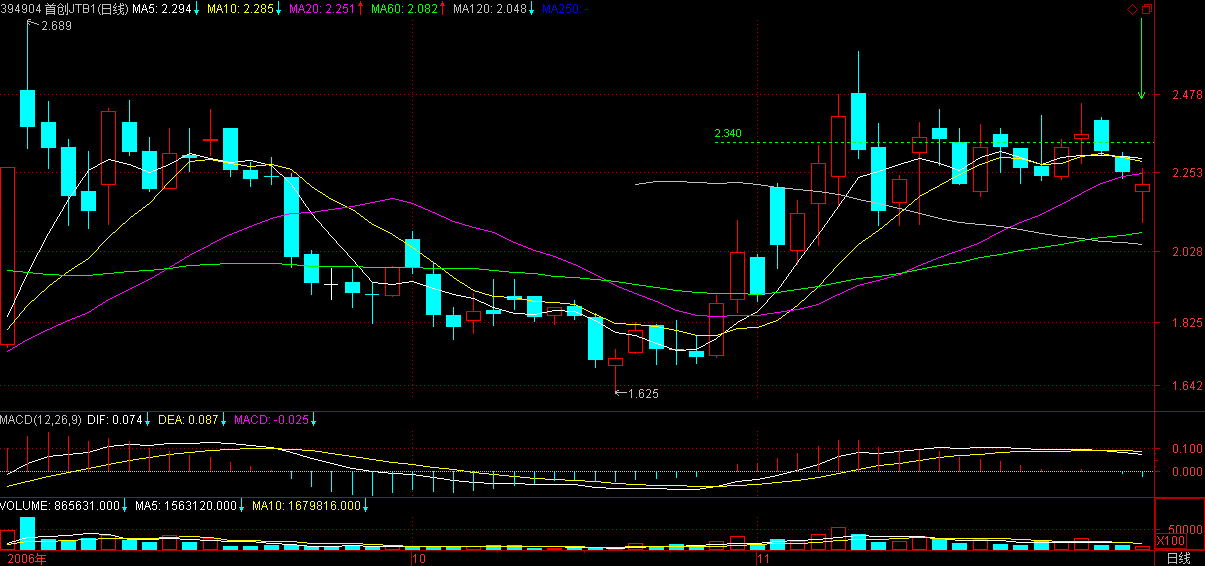 394904 首创JTB1(日线) MA5: 2.294↓ MA10: 2.285↓ MA20: 2.251↑ MA60: 2.082↑ MA120: 2.048↓ MA250: -
2.689
2.478
2.340
2.253
2.028
1.825
1.642
1.625
MACD(12,26,9) DIF: 0.074↓ DEA: 0.087↓ MACD: -0.025↓
0.100
0.000
VOLUME: 865631.000↓ MA5: 1563120.000↓ MA10: 1679816.000↓
50000
X100
2006年 10 11 日线